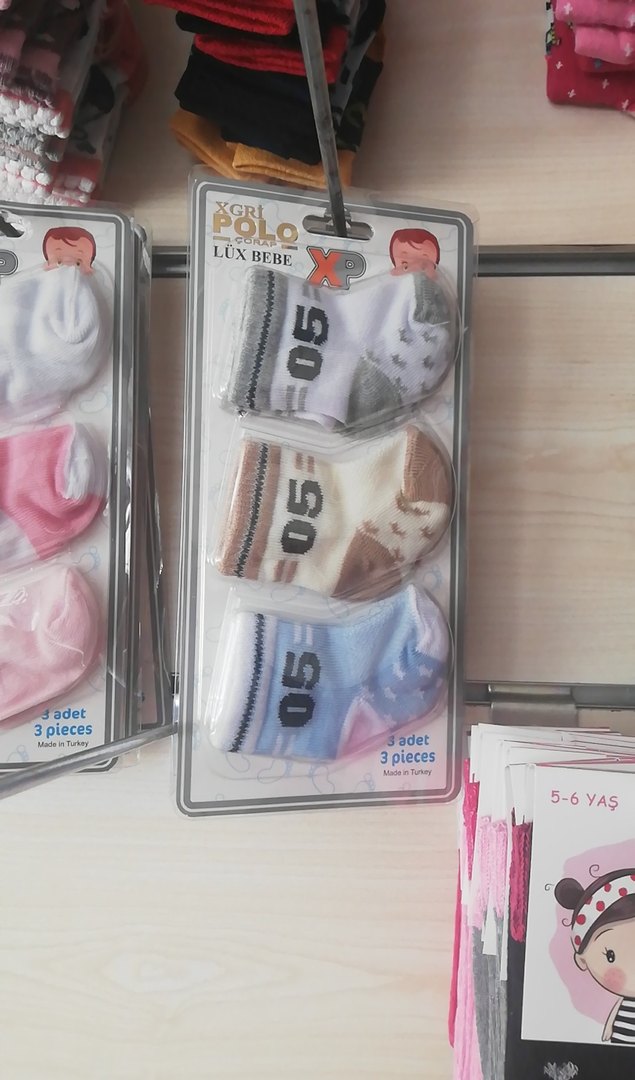 XGRİ
POLO
ÇORAP
LÜX BEBE
XP
P
05
05
05
3 adet
3 pieces
Made in Turkey
3 adet
3 pieces
Made in Turkey
5-6 YAŞ